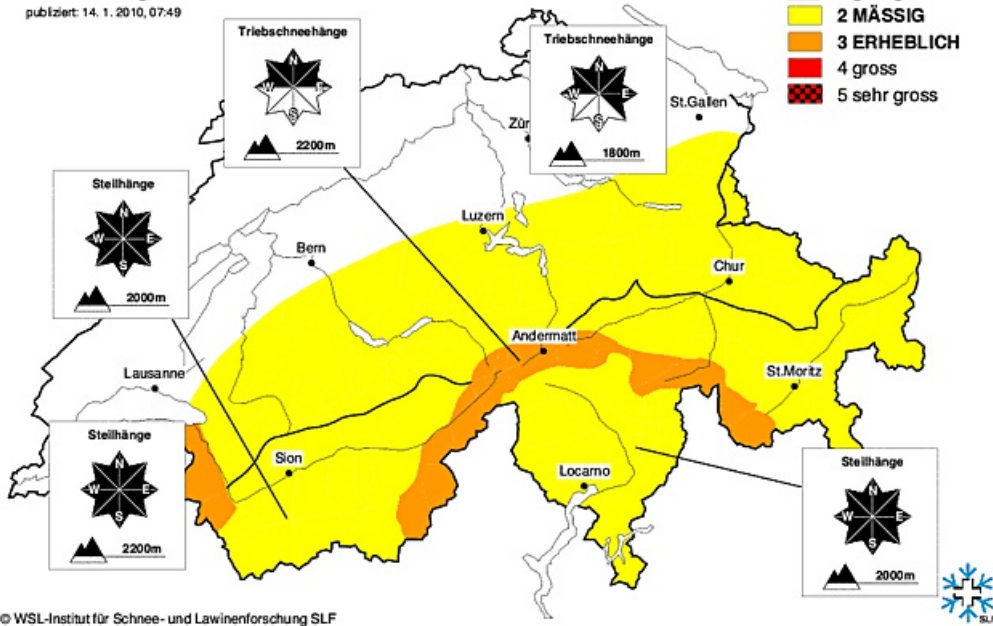 publiziert: 14. 1. 2010, 07:49
2 MÄSSIG
3 ERHEBLICH
4 gross
5 sehr gross
Triebschneehänge
N
W E
S
2200m
Triebschneehänge
N
W E
S
1800m
St.Gallen
Steilhänge
N
W E
S
2000m
Luzern
Bern
Chur
Andermatt
St.Moritz
Lausanne
Steilhänge
N
W E
S
2200m
Sion
Locarno
Steilhänge
N
W E
S
2000m
© WSL-Institut für Schnee- und Lawinenforschung SLF
SLF